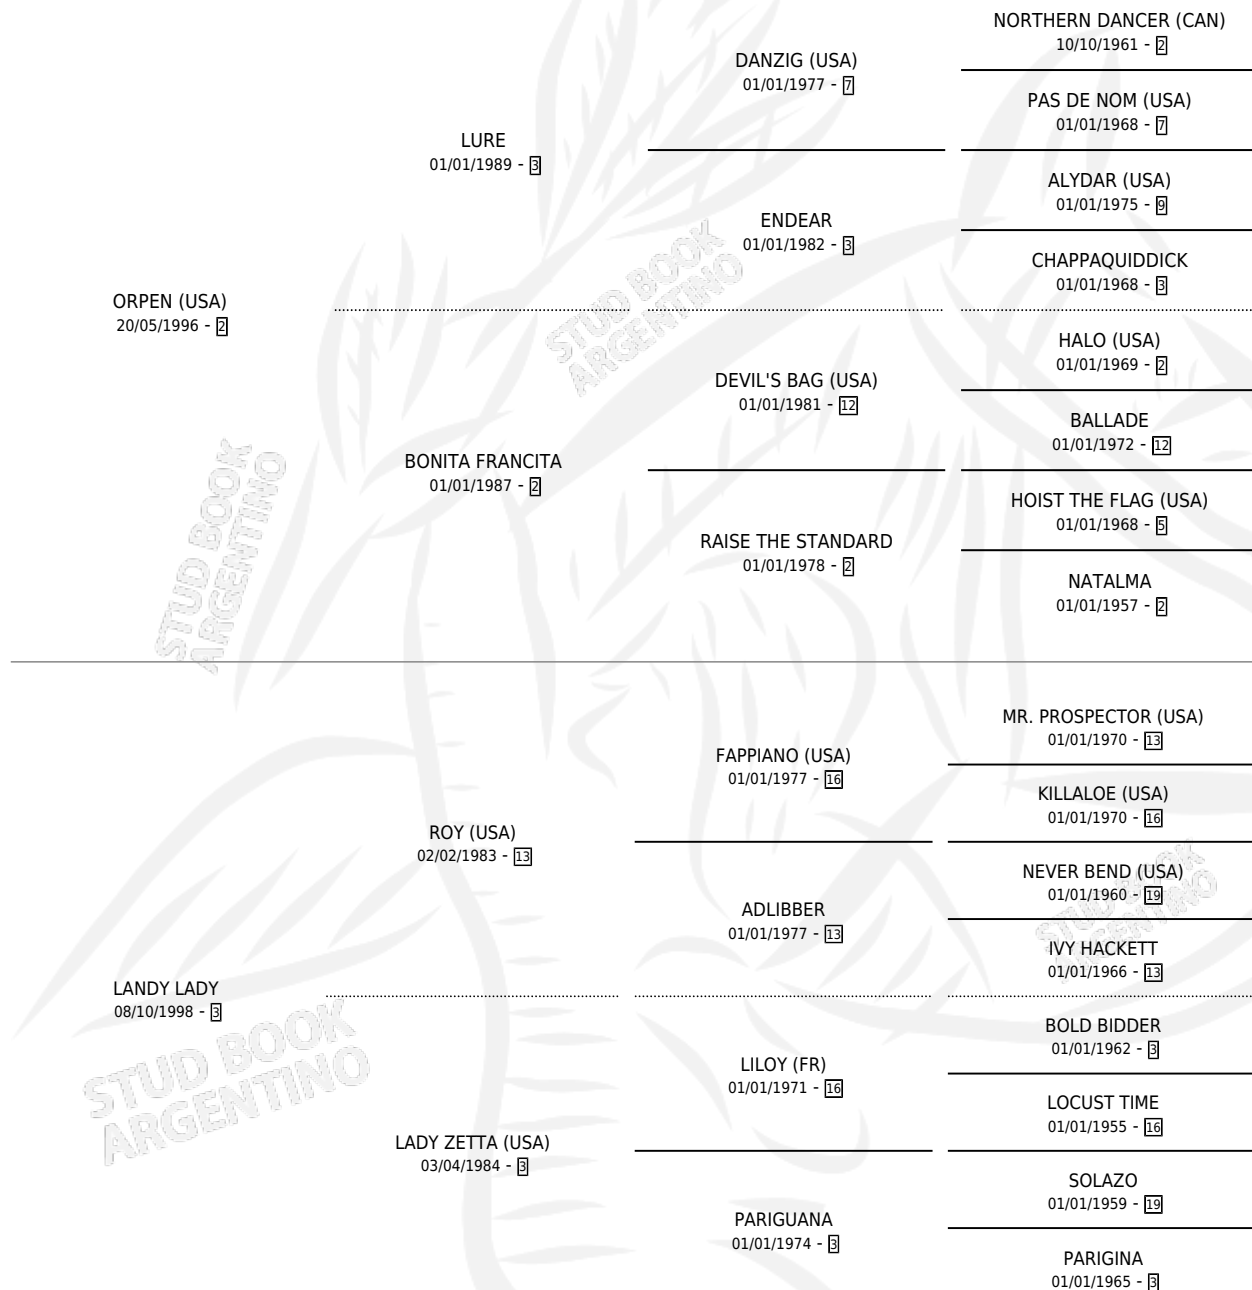 NORTHERN DANCER (CAN)
10/10/1961 - 2
DANZIG (USA)
01/01/1977 - 7
PAS DE NOM (USA)
01/01/1968 - 7
LURE
01/01/1989 - 3
ALYDAR (USA)
01/01/1975 - 9
ENDEAR
01/01/1982 - 3
CHAPPAQUIDDICK
01/01/1968 - 3
ORPEN (USA)
20/05/1996 - 2
STUD BOOK
ARGENTINO
HALO (USA)
01/01/1969 - 2
DEVIL'S BAG (USA)
01/01/1981 - 12
BALLADE
01/01/1972 - 12
BONITA FRANCITA
01/01/1987 - 2
HOIST THE FLAG (USA)
01/01/1968 - 5
RAISE THE STANDARD
01/01/1978 - 2
NATALMA
01/01/1957 - 2
STUD BOOK
ARGENTINO
MR. PROSPECTOR (USA)
01/01/1970 - 13
FAPPIANO (USA)
01/01/1977 - 16
KILLALOE (USA)
01/01/1970 - 16
ROY (USA)
02/02/1983 - 13
NEVER BEND (USA)
01/01/1960 - 19
STUD BOOK
ARGENTINO
ADLIBBER
01/01/1977 - 13
IVY HACKETT
01/01/1966 - 13
LANDY LADY
08/10/1998 - 3
STUD BOOK
ARGENTINO
BOLD BIDDER
01/01/1962 - 3
LILOY (FR)
01/01/1971 - 16
LOCUST TIME
01/01/1955 - 16
LADY ZETTA (USA)
03/04/1984 - 3
SOLAZO
01/01/1959 - 19
PARIGUANA
01/01/1974 - 3
PARIGINA
01/01/1965 - 3